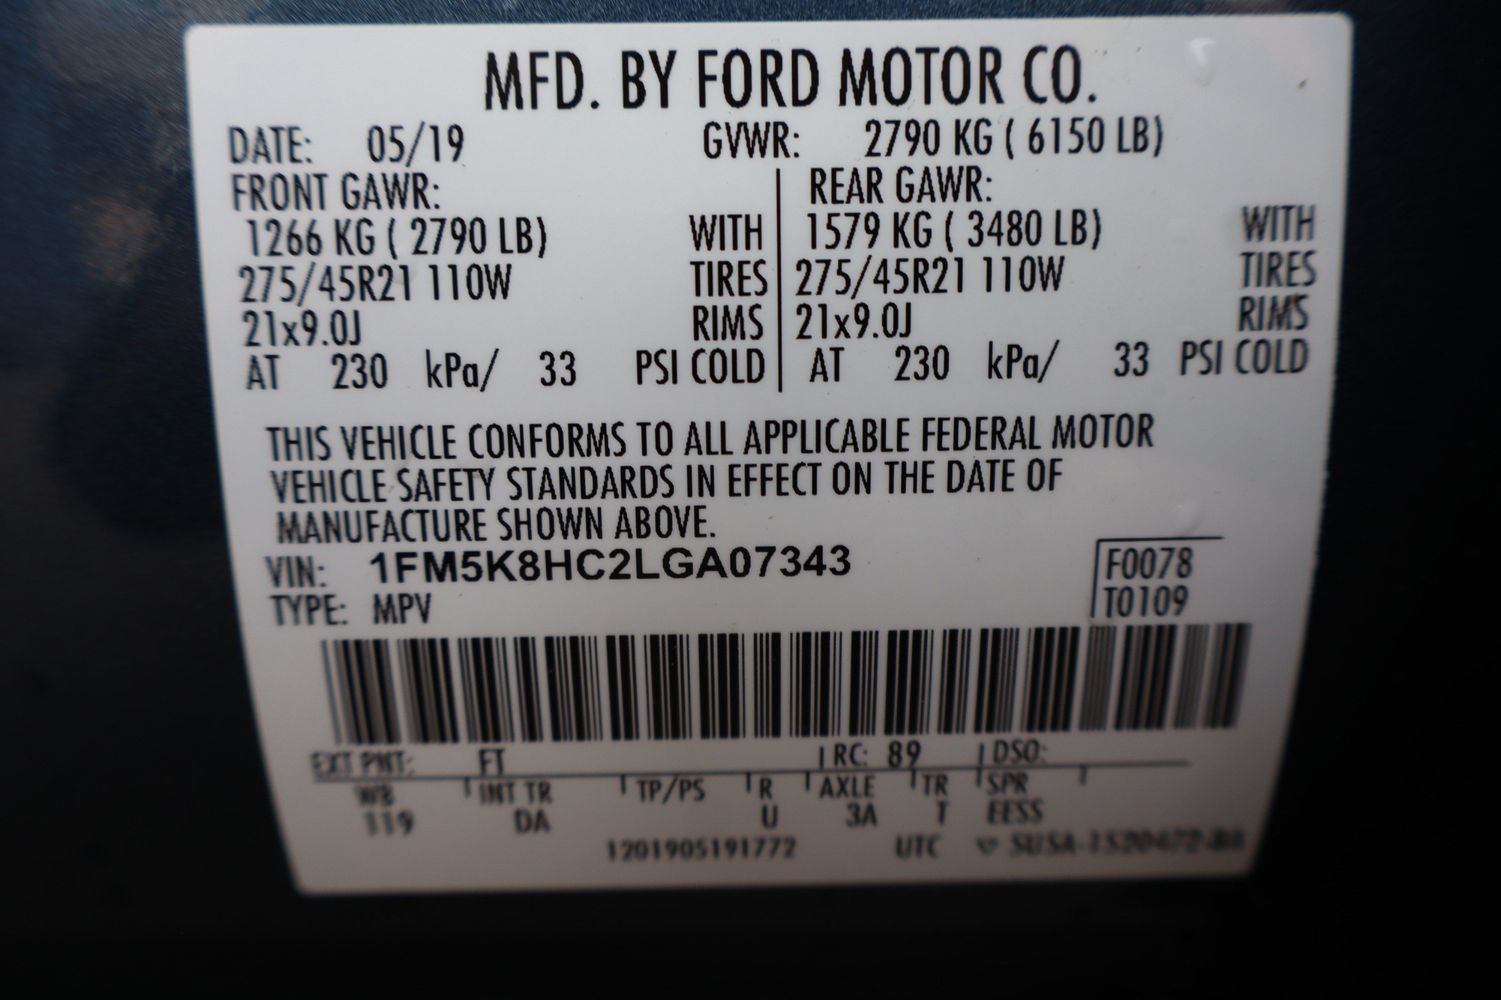 MFD. BY FORD MOTOR CO.
DATE: 05/19 GVWR: 2790 KG ( 6150 LB)
FRONT GAWR: REAR GAWR:
1266 KG ( 2790 LB) WITH 1579 KG ( 3480 LB) WITH
275/45R21 110W TIRES 275/45R21 110W TIRES
21x9.0J RIMS 21x9.0J RIMS
AT 230 kPa/ 33 PSI COLD AT 230 kPa/ 33 PSI COLD
THIS VEHICLE CONFORMS TO ALL APPLICABLE FEDERAL MOTOR
VEHICLE SAFETY STANDARDS IN EFFECT ON THE DATE OF
MANUFACTURE SHOWN ABOVE.
VIN: 1FM5K8HC2LGA07343 F0078
TYPE: MPV T0109
EXT PNT: FT RC: 89 DSO:
WB INT TR TP/PS R AXLE TR SPR
119 DA U 3A T EESS
1201905191772 UTC